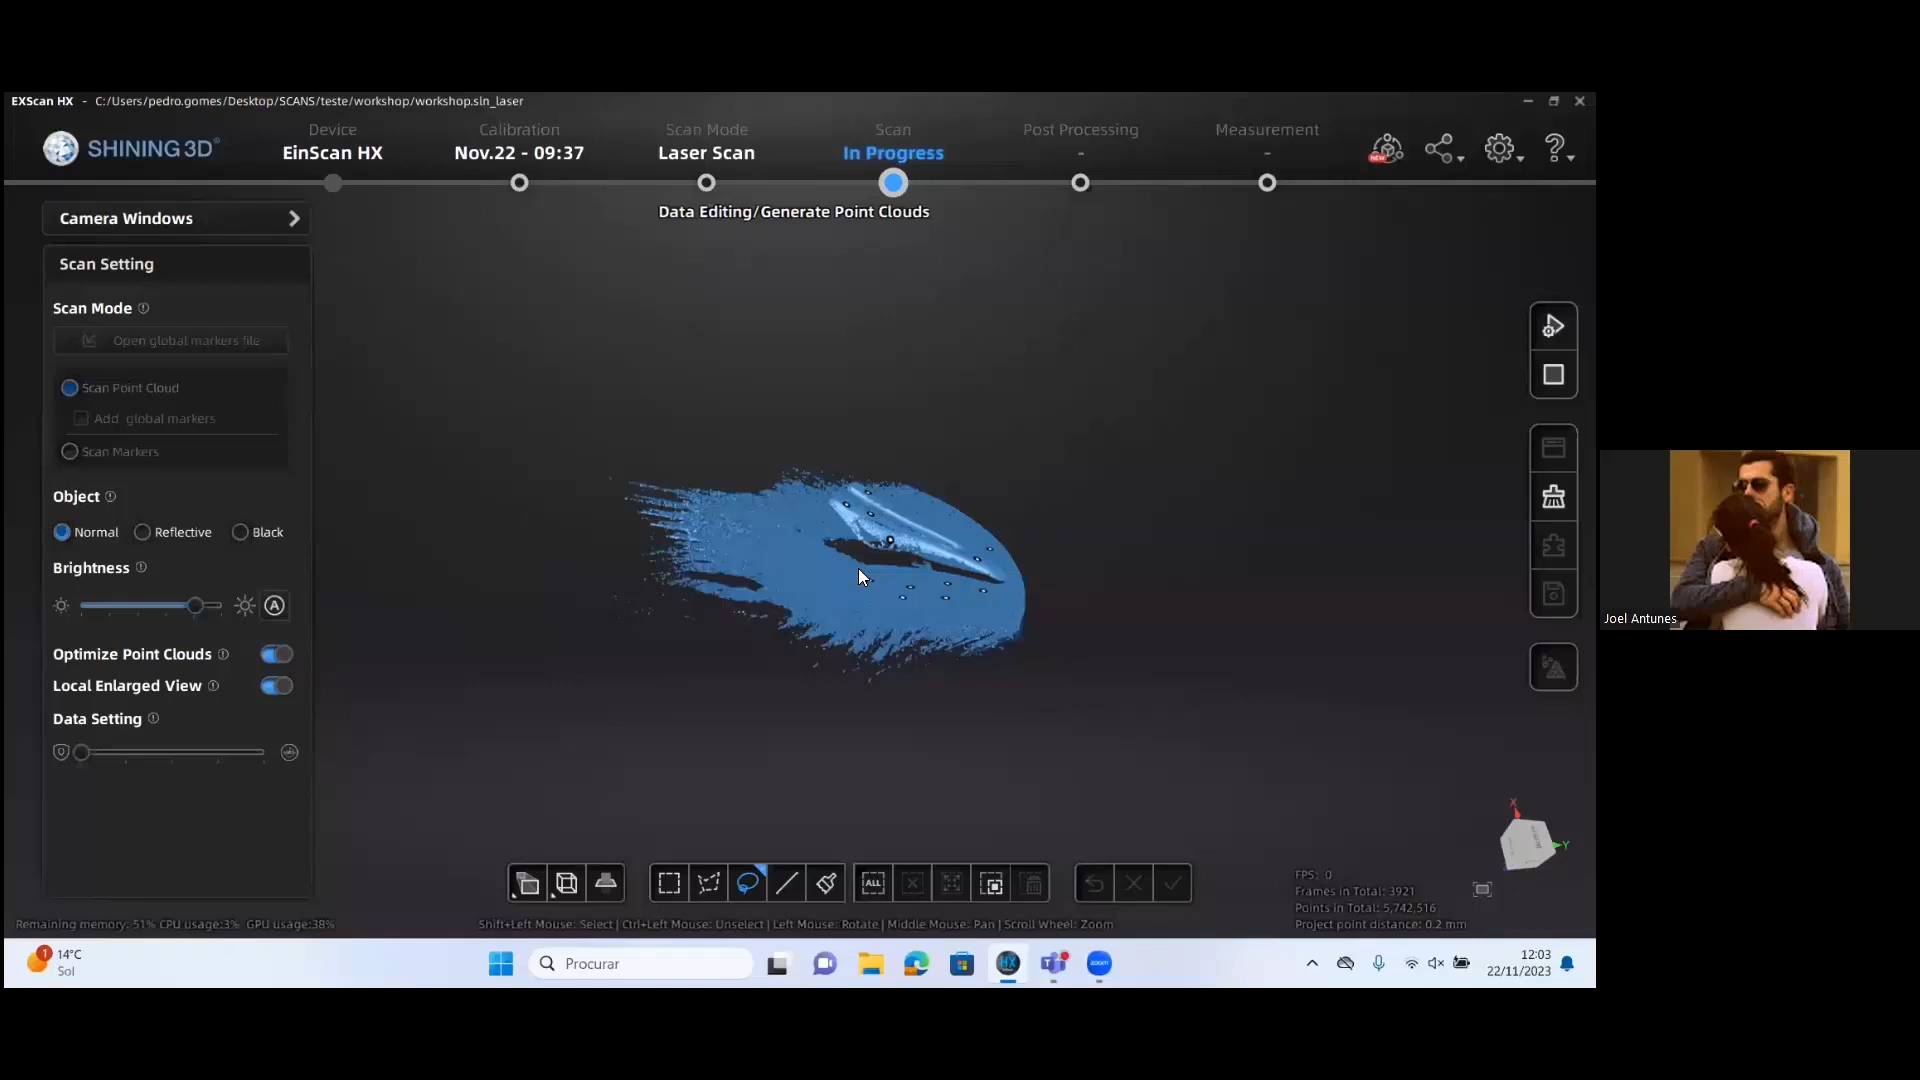 EXScan HX - C:/Users/pedro.gomes/Desktop/SCANS/teste/workshop/workshop.sln_laser
SHINING 3D®
Device
EinScan HX
Calibration
Nov.22 - 09:37
Scan Mode
Laser Scan
Scan
In Progress
Post Processing
-
Measurement
-
NEW
Data Editing/Generate Point Clouds
Camera Windows
Scan Setting
Scan Mode
Open global markers file
Scan Point Cloud
Add global markers
Scan Markers
Object
Normal Reflective Black
Brightness
A
Optimize Point Clouds
Local Enlarged View
Data Setting
Joel Antunes
X
Y
ALL
FPS: 0
Frames in Total: 3921
Points in Total: 5,742,516
Project point distance: 0.2 mm
Remaining memory: 51% CPU usage:3% GPU usage:38%
Shift+Left Mouse: Select | Ctrl+Left Mouse: Unselect | Left Mouse: Rotate | Middle Mouse: Pan | Scroll Wheel: Zoom
1
14°C
Sol
Procurar
HX
zoom
12:03
22/11/2023